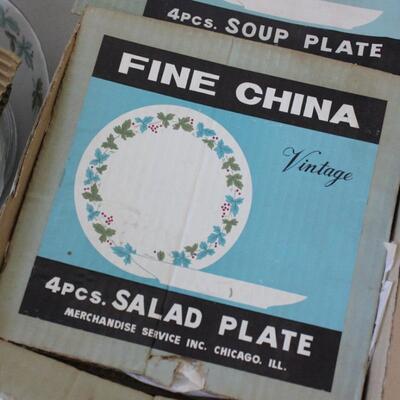 4PCS. SOUP PLATE
FINE CHINA
Vintage
4PCS. SALAD PLATE
MERCHANDISE SERVICE INC. CHICAGO. ILL.